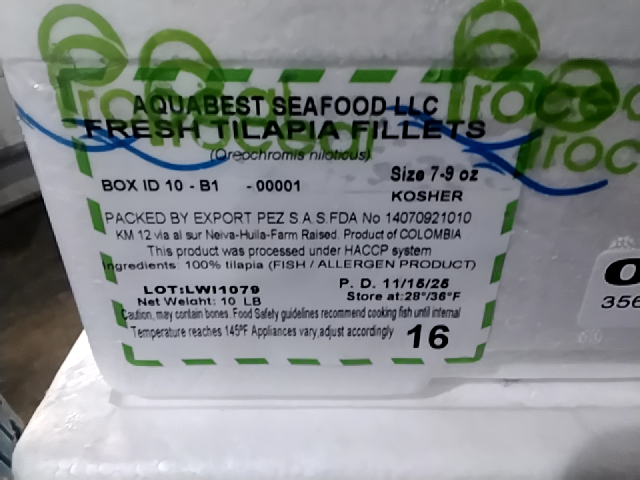 AQUABEST SEAFOOD LLC
FRESH TILAPIA FILLETS
(Oreochromis niloticus)
Size 7-9 oz
BOX ID 10 - B1 - 00001
KOSHER
PACKED BY EXPORT PEZ S.A.S.FDA No 14070921010
KM 12 via al sur Neiva-Huila-Farm Raised. Product of COLOMBIA
This product was processed under HACCP system
Ingredients: 100% tilapia (FISH / ALLERGEN PRODUCT)
LOT:LWI1079 P. D. 11/15/25
Net Weight: 10 LB Store at:28°/36°F
Caution, may contain bones. Food Safety guidelines recommend cooking fish until internal
Temperature reaches 145ºF Appliances vary,adjust accordingly
16
356